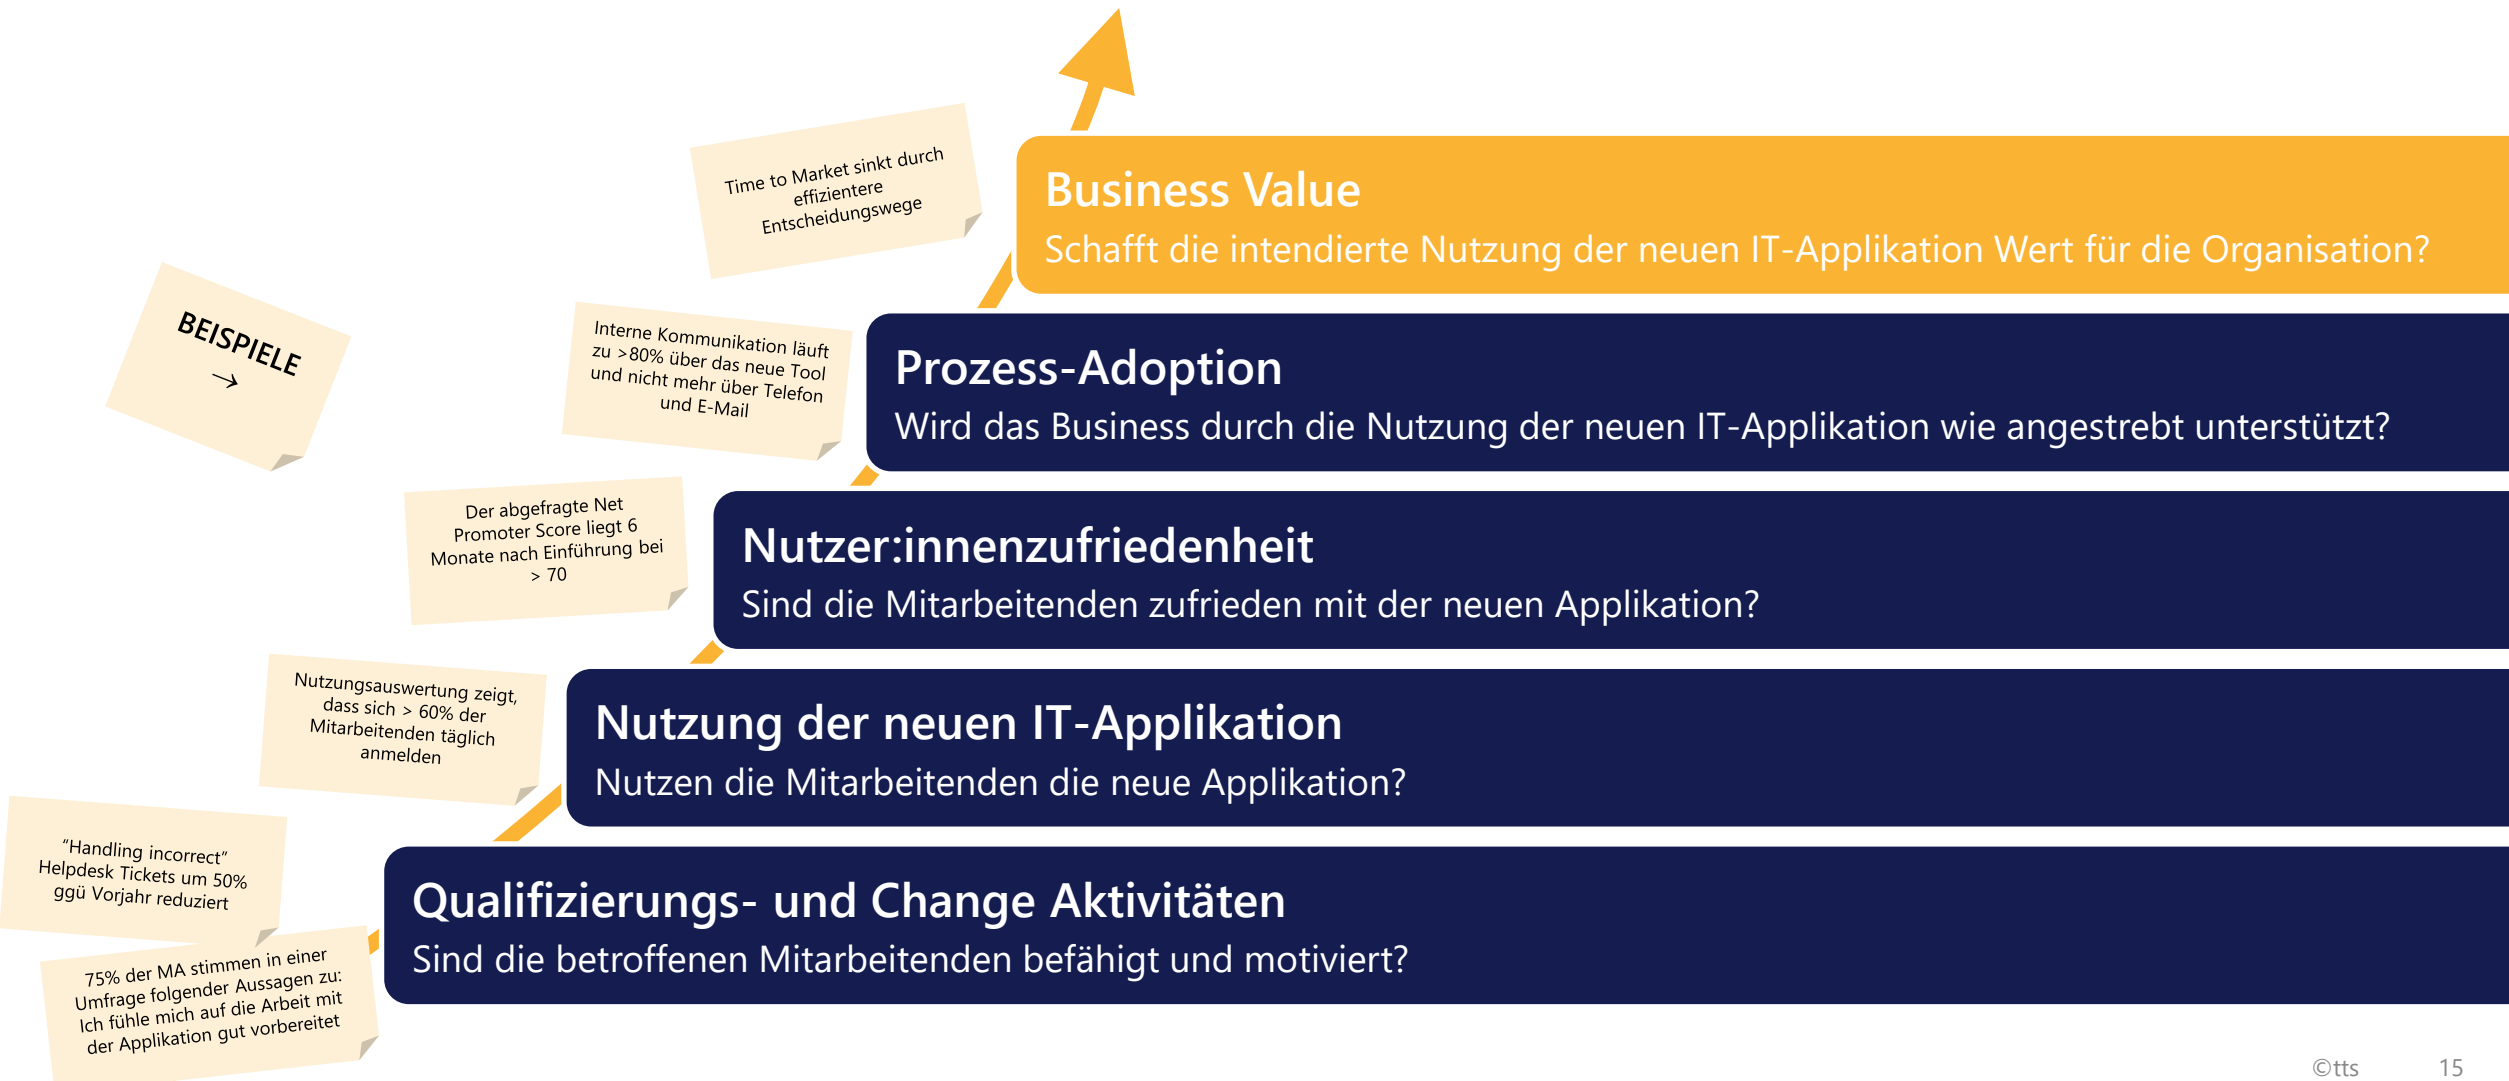 Time to Market sinkt durch
effizientere
Entscheidungswege
Business Value
Schafft die intendierte Nutzung der neuen IT-Applikation Wert für die Organisation?
BEISPIELE
→
Interne Kommunikation läuft
zu >80% über das neue Tool
und nicht mehr über Telefon
und E-Mail
Prozess-Adoption
Wird das Business durch die Nutzung der neuen IT-Applikation wie angestrebt unterstützt?
Der abgefragte Net
Promoter Score liegt 6
Monate nach Einführung bei
> 70
Nutzer:innenzufriedenheit
Sind die Mitarbeitenden zufrieden mit der neuen Applikation?
Nutzungsauswertung zeigt,
dass sich > 60% der
Mitarbeitenden täglich
anmelden
Nutzung der neuen IT-Applikation
Nutzen die Mitarbeitenden die neue Applikation?
“Handling incorrect”
Helpdesk Tickets um 50%
ggü Vorjahr reduziert
75% der MA stimmen in einer
Umfrage folgender Aussagen zu:
Ich fühle mich auf die Arbeit mit
der Applikation gut vorbereitet
Qualifizierungs- und Change Aktivitäten
Sind die betroffenen Mitarbeitenden befähigt und motiviert?
©tts 15